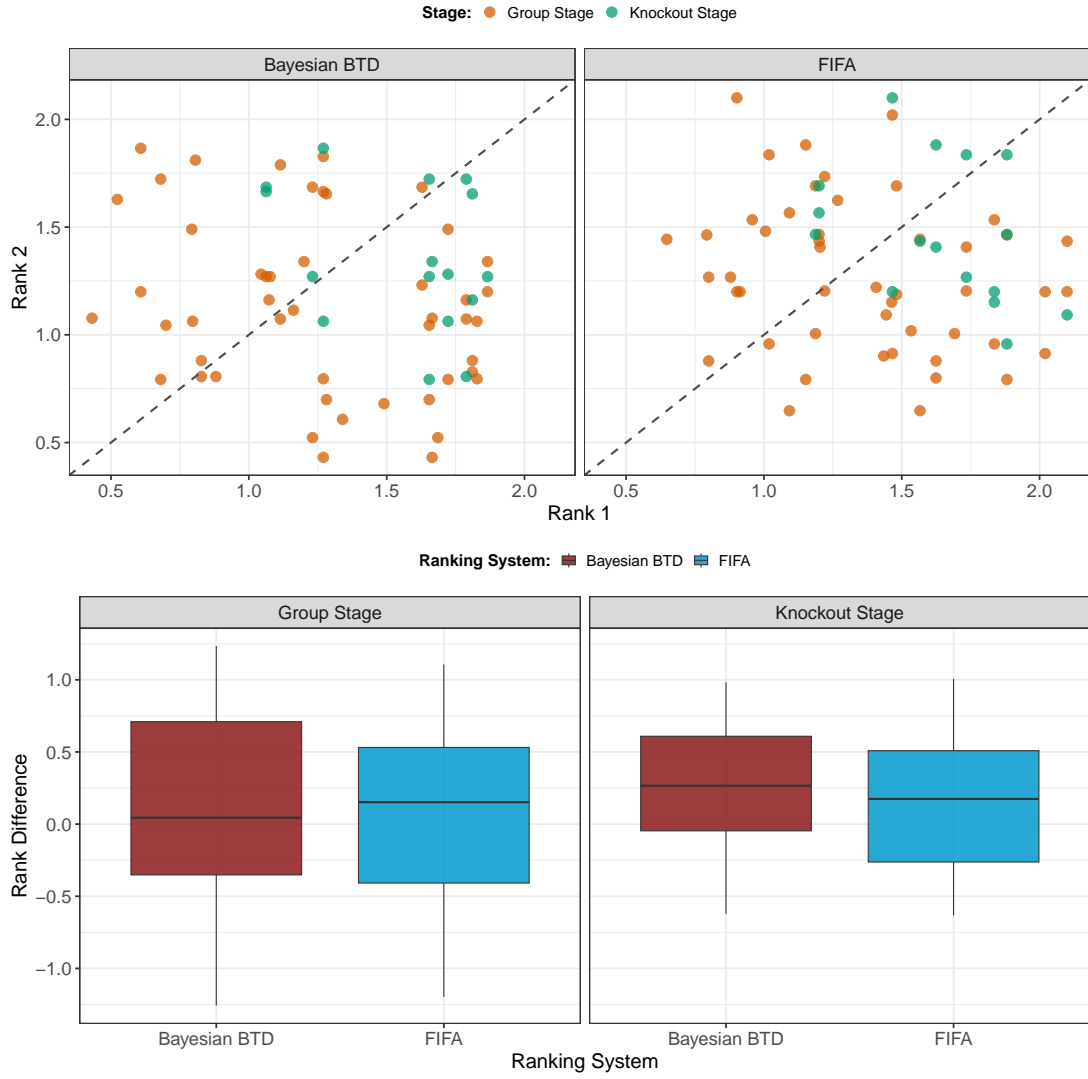 Stage: Group Stage Knockout Stage
Bayesian BTD FIFA
2.0
1.5
1.0
0.5
Rank 2
0.5 1.0 1.5 2.0 0.5 1.0 1.5 2.0
Rank 1
Ranking System: Bayesian BTD FIFA
Group Stage Knockout Stage
1.0
0.5
0.0
−0.5
−1.0
Rank Difference
Bayesian BTD FIFA Bayesian BTD FIFA
Ranking System